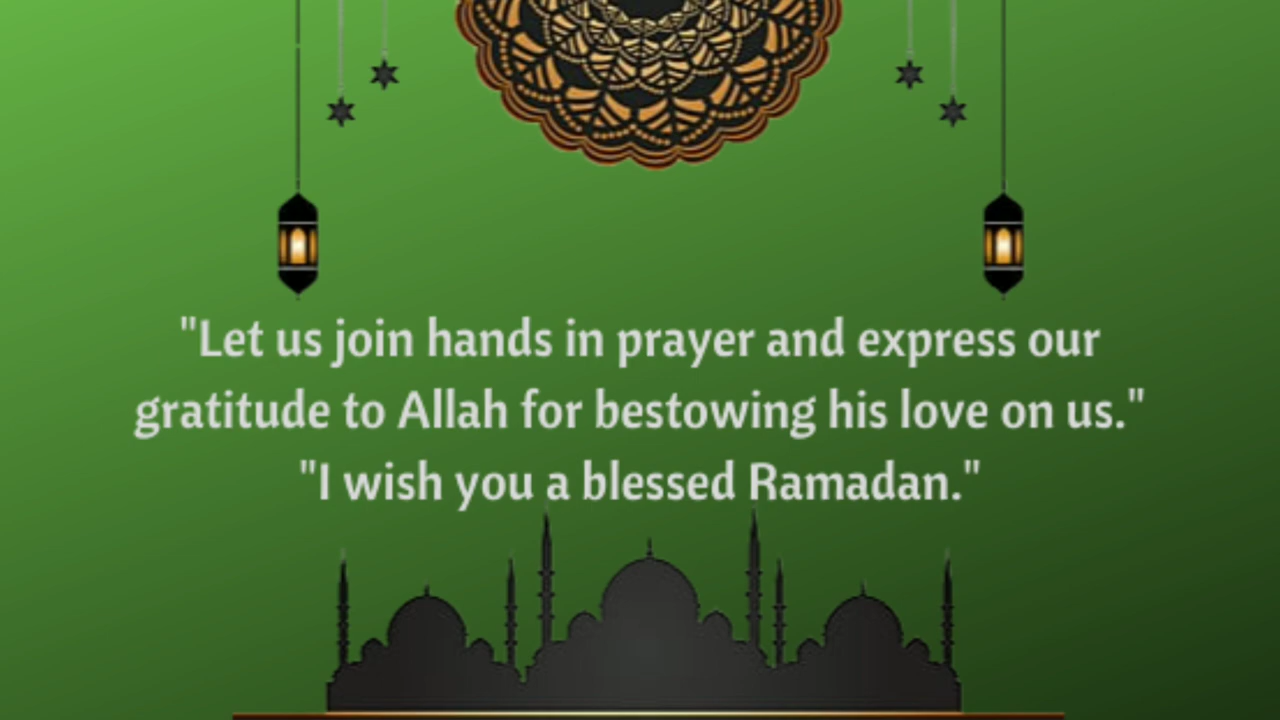 "Let us join hands in prayer and express our
gratitude to Allah for bestowing his love on us."
"I wish you a blessed Ramadan."